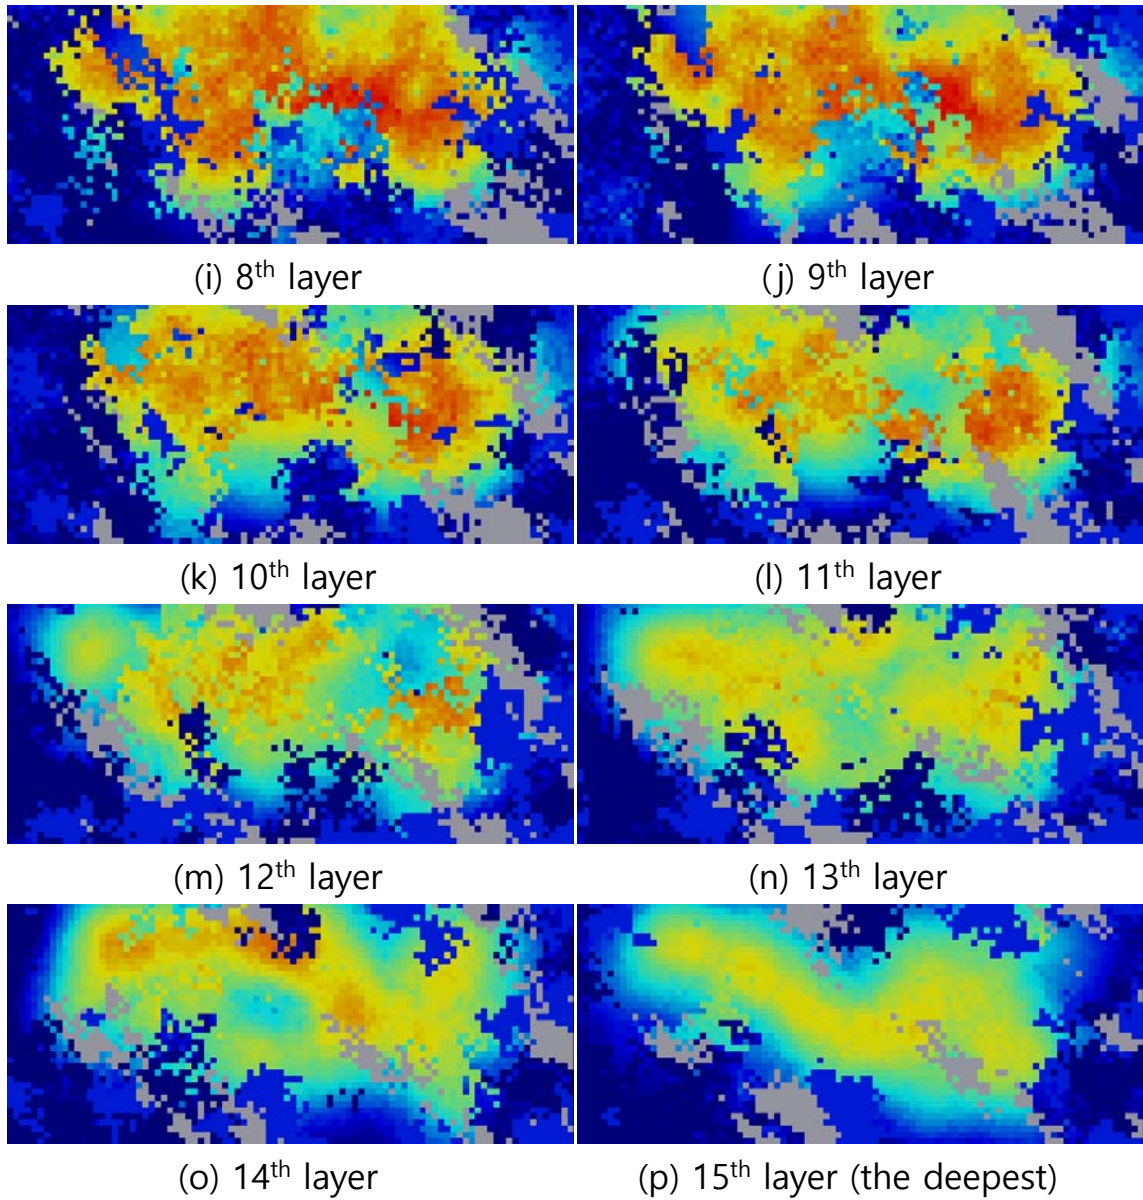 (i) 8th layer
(j) 9th layer
(k) 10th layer
(l) 11th layer
(m) 12th layer
(n) 13th layer
(o) 14th layer
(p) 15th layer (the deepest)